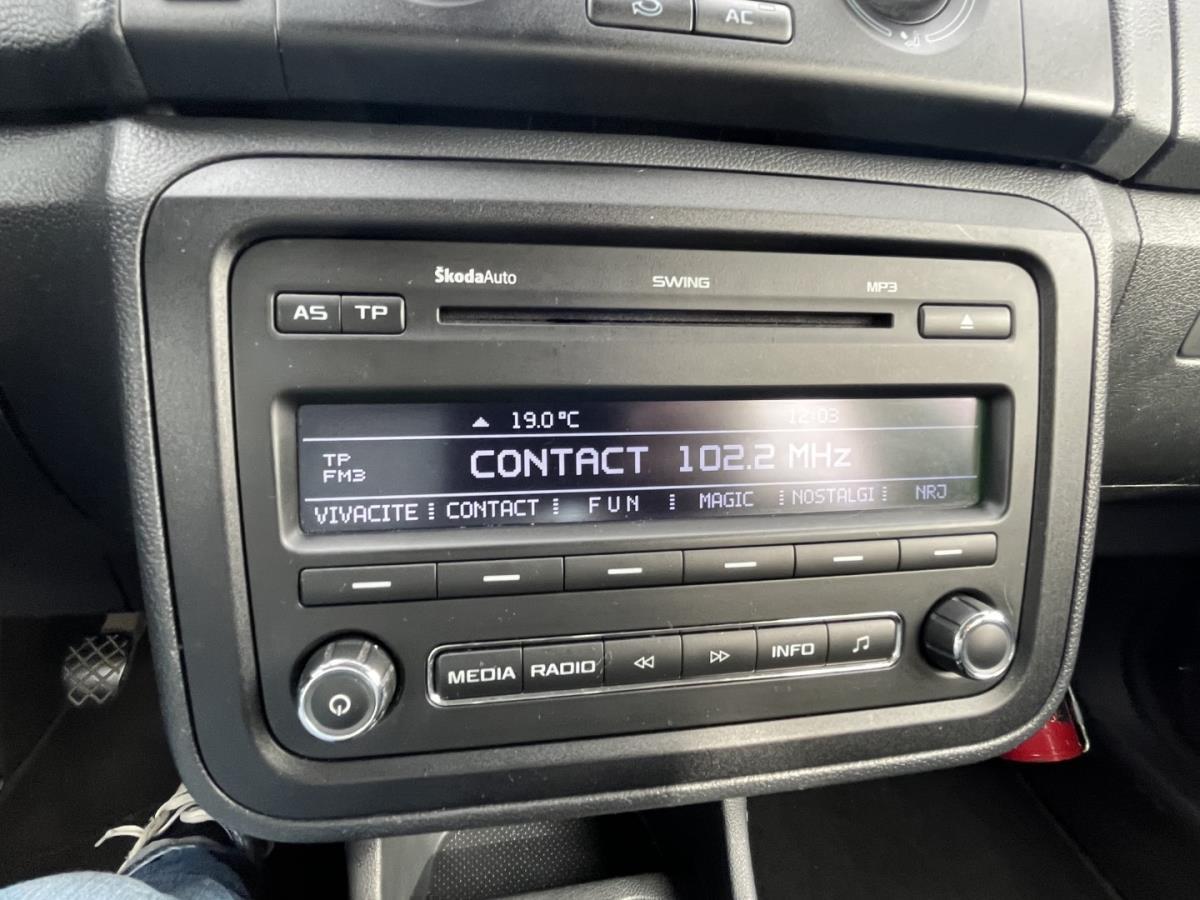 AC
ŠkodaAuto SWING MP3
AS TP
19.0°C 12:03
TP
FM3
CONTACT 102.2 MHz
VIVACITE CONTACT FUN MAGIC NOSTALGI NRJ
MEDIA RADIO INFO